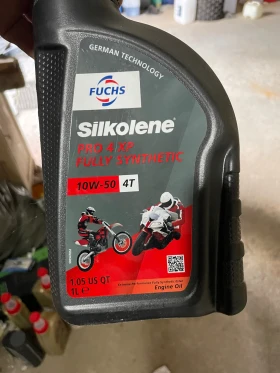 GERMAN TECHNOLOGY
FUCHS
Silkolene®
PRO 4 XP
FULLY SYNTHETIC
10W-50 4T
1.05 US QT
1L e
Engine Oil